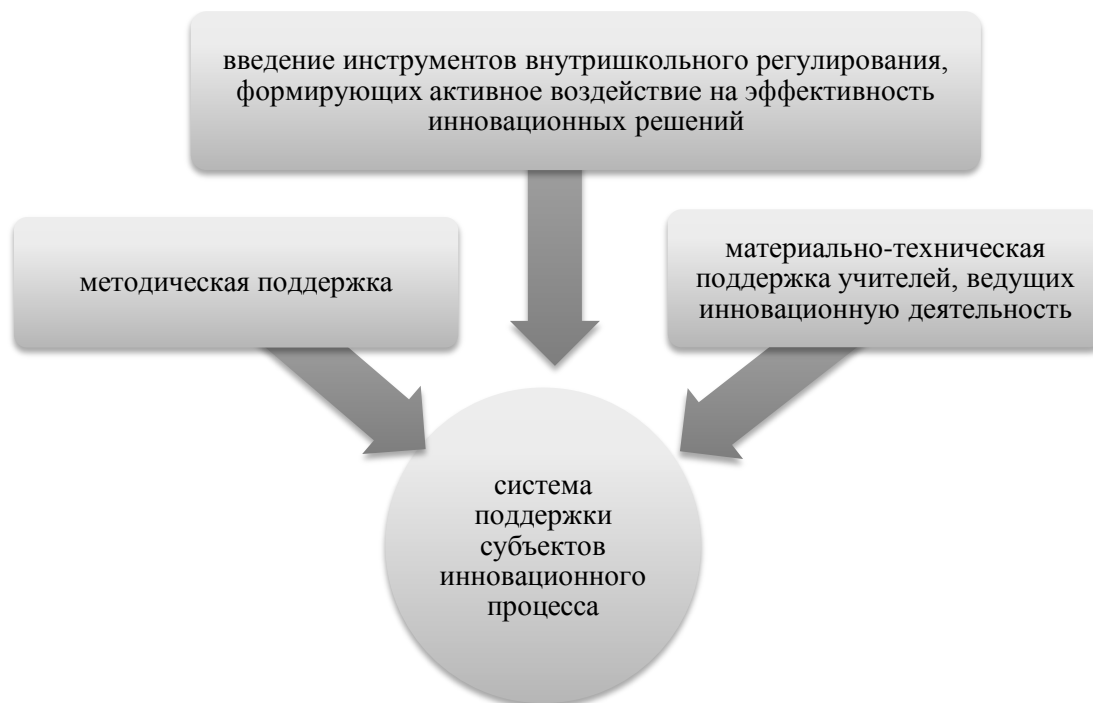 введение инструментов внутришкольного регулирования,
формирующих активное воздействие на эффективность
инновационных решений
методическая поддержка
материально-техническая
поддержка учителей, ведущих
инновационную деятельность
система
поддержки
субъектов
инновационного
процесса